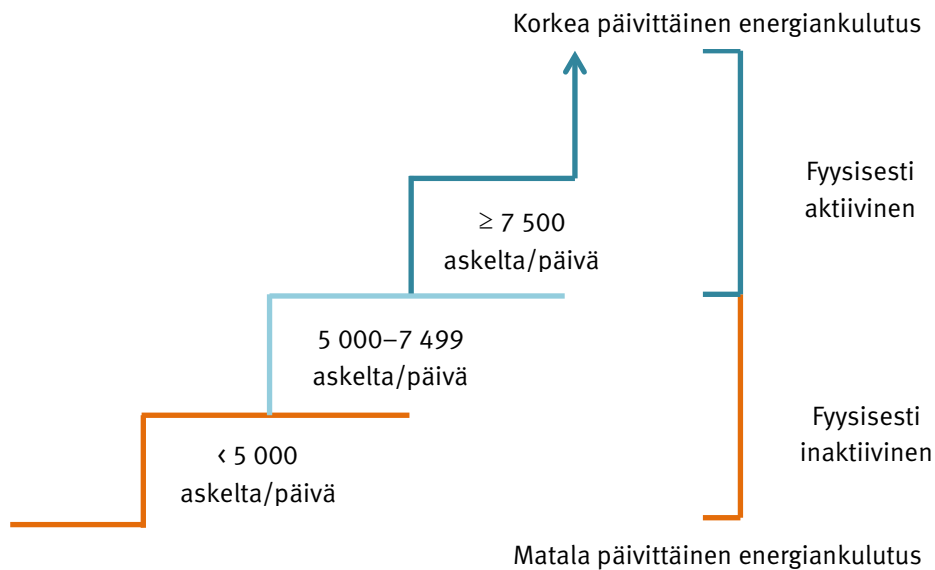 Korkea päivittäinen energiankulutus
Fyysisesti
aktiivinen
≥ 7 500
askelta/päivä
5 000–7 499
askelta/päivä
Fyysisesti
inaktiivinen
< 5 000
askelta/päivä
Matala päivittäinen energiankulutus